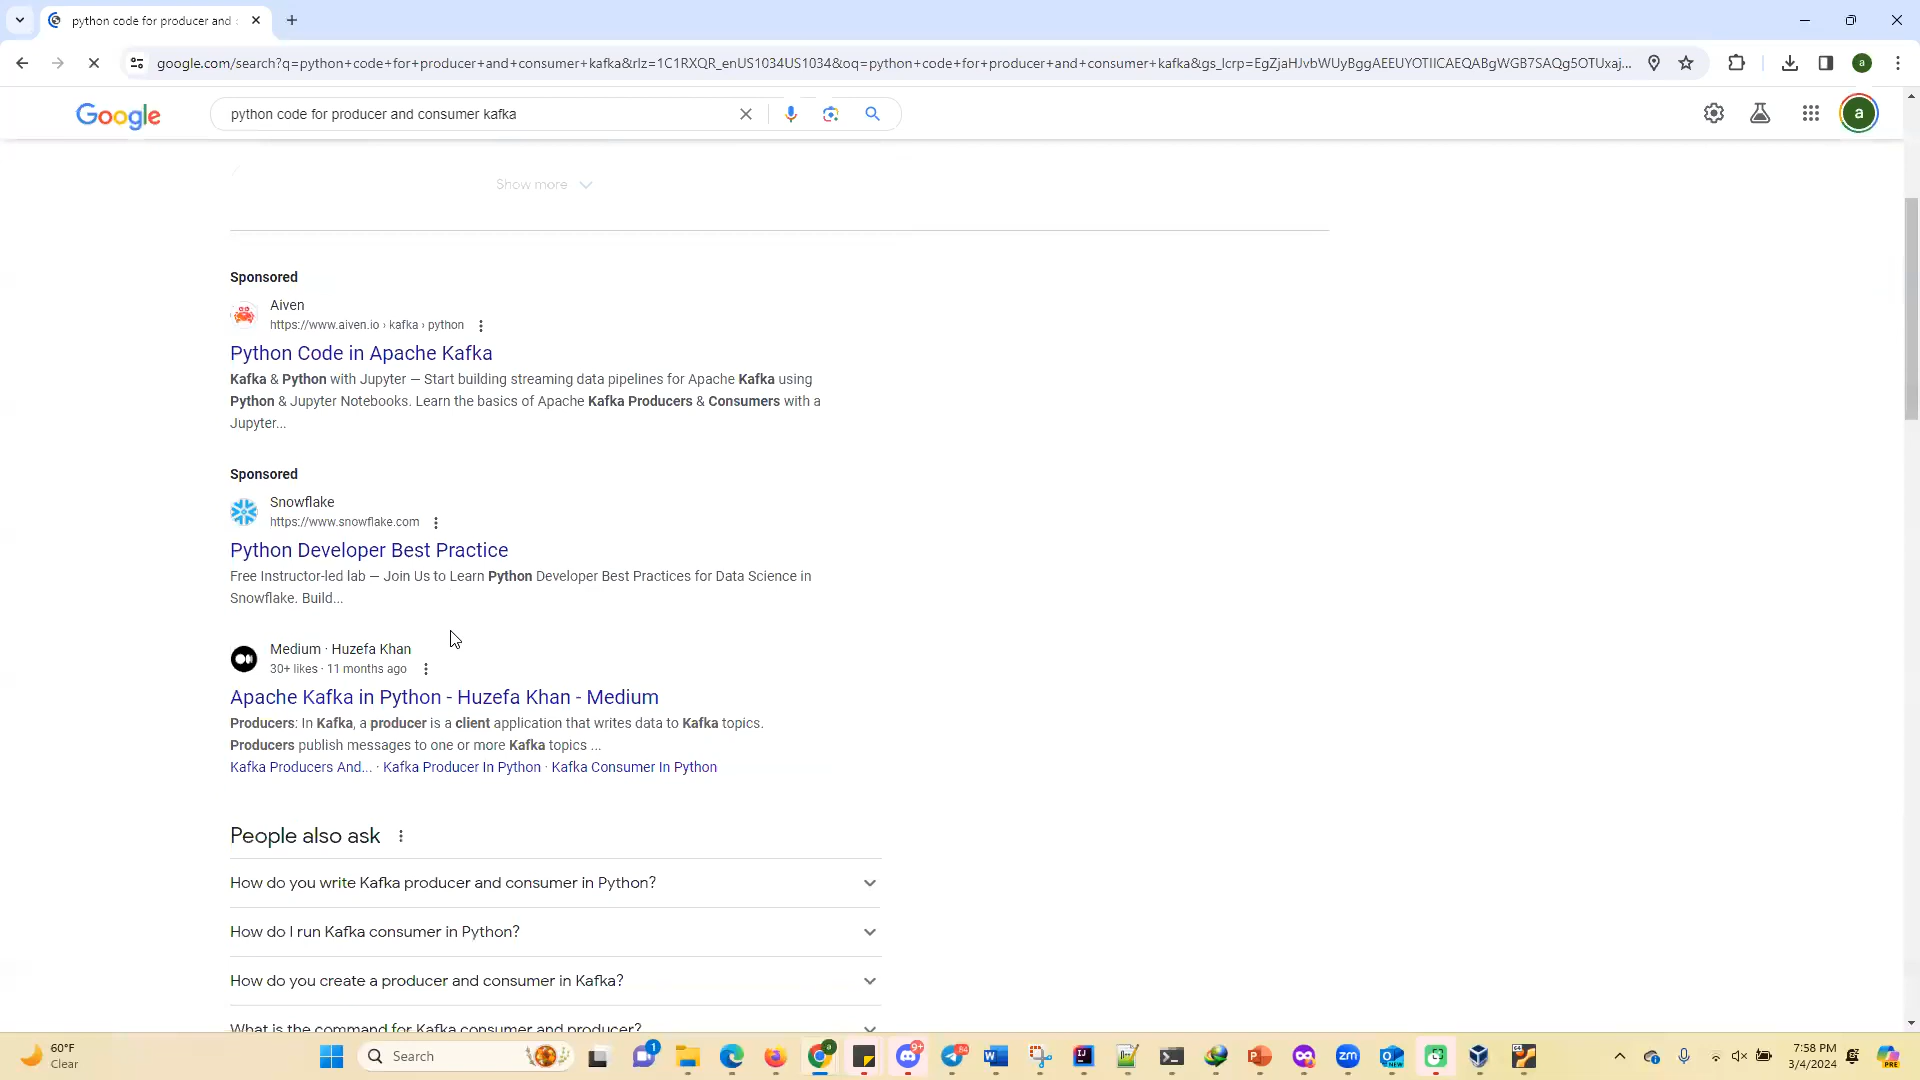 python code for producer and
google.com/search?q=python+code+for+producer+and+consumer+kafka&rlz=1C1RXQR_enUS1034US1034&oq=python+code+for+producer+and+consumer+kafka&gs_lcrp=EgZjaHJvbWUyBggAEEUYOTIICAEQABgWGB7SAQg5OTUxaj...
a
Google
python code for producer and consumer kafka
a
Show more
Sponsored
Aiven
https://www.aiven.io › kafka › python
Python Code in Apache Kafka
Kafka & Python with Jupyter — Start building streaming data pipelines for Apache Kafka using
Python & Jupyter Notebooks. Learn the basics of Apache Kafka Producers & Consumers with a
Jupyter...
Sponsored
Snowflake
https://www.snowflake.com
Python Developer Best Practice
Free Instructor-led lab — Join Us to Learn Python Developer Best Practices for Data Science in
Snowflake. Build...
Medium · Huzefa Khan
30+ likes · 11 months ago
Apache Kafka in Python - Huzefa Khan - Medium
Producers: In Kafka, a producer is a client application that writes data to Kafka topics.
Producers publish messages to one or more Kafka topics ...
Kafka Producers And... · Kafka Producer In Python · Kafka Consumer In Python
People also ask
How do you write Kafka producer and consumer in Python?
How do I run Kafka consumer in Python?
How do you create a producer and consumer in Kafka?
What is the command for Kafka consumer and producer?
60°F
Clear
Search
1
a
9+
84
zm
7:58 PM
3/4/2024
PRE